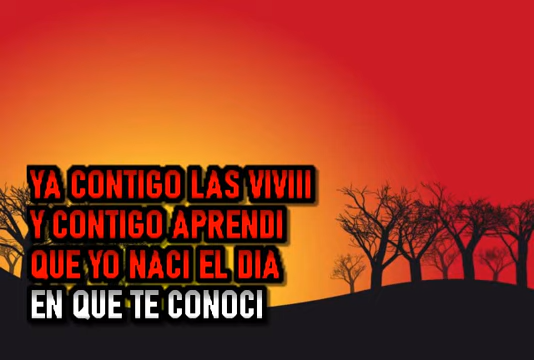 YA CONTIGO LAS VIVIII
Y CONTIGO APRENDI
QUE YO NACI EL DIA
EN QUE TE CONOCI